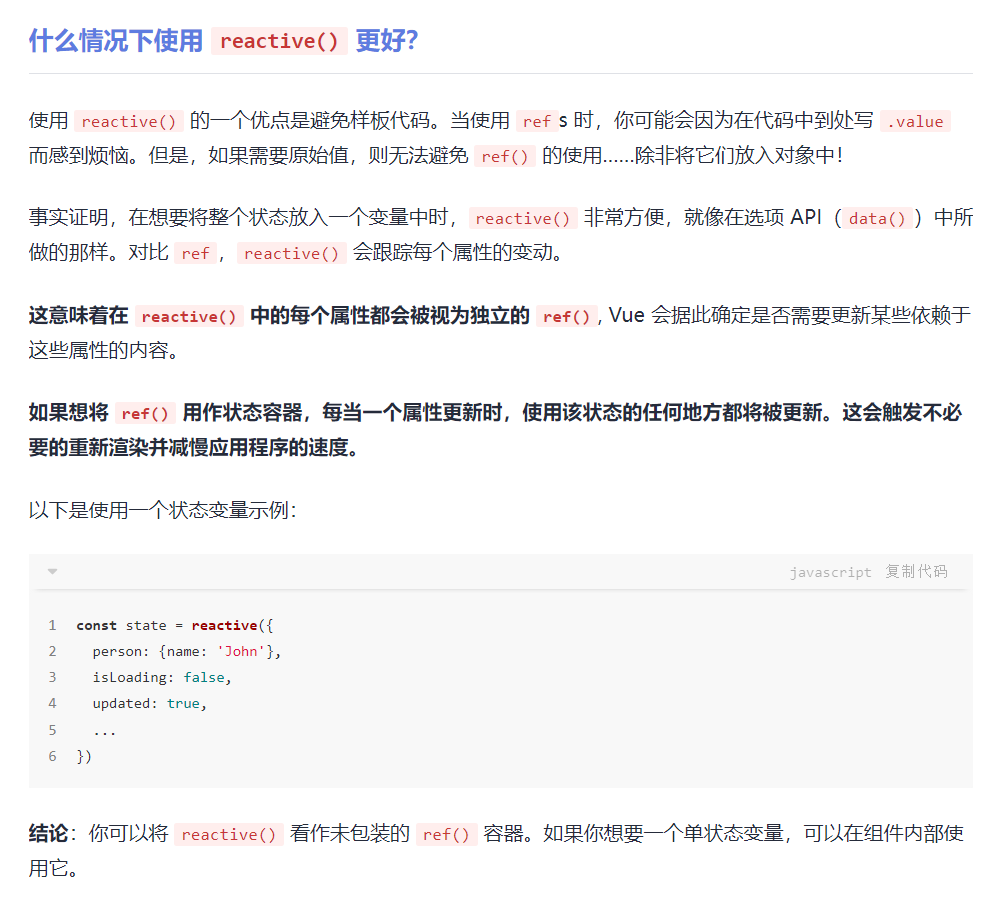 什么情况下使用 reactive() 更好？
使用 reactive() 的一个优点是避免样板代码。当使用 ref s 时，你可能会因为在代码中到处写 .value
而感到烦恼。但是，如果需要原始值，则无法避免 ref() 的使用……除非将它们放入对象中！
事实证明，在想要将整个状态放入一个变量中时， reactive() 非常方便，就像在选项 API（ data() ）中所
做的那样。对比 ref ， reactive() 会跟踪每个属性的变动。
这意味着在 reactive() 中的每个属性都会被视为独立的 ref() , Vue 会据此确定是否需要更新某些依赖于
这些属性的内容。
如果想将 ref() 用作状态容器，每当一个属性更新时，使用该状态的任何地方都将被更新。这会触发不必
要的重新渲染并减慢应用程序的速度。
以下是使用一个状态变量示例：
javascript 复制代码
1 const state = reactive({
2 person: {name: 'John'},
3 isLoading: false,
4 updated: true,
5 ...
6 })
结论：你可以将 reactive() 看作未包装的 ref() 容器。如果你想要一个单状态变量，可以在组件内部使
用它。